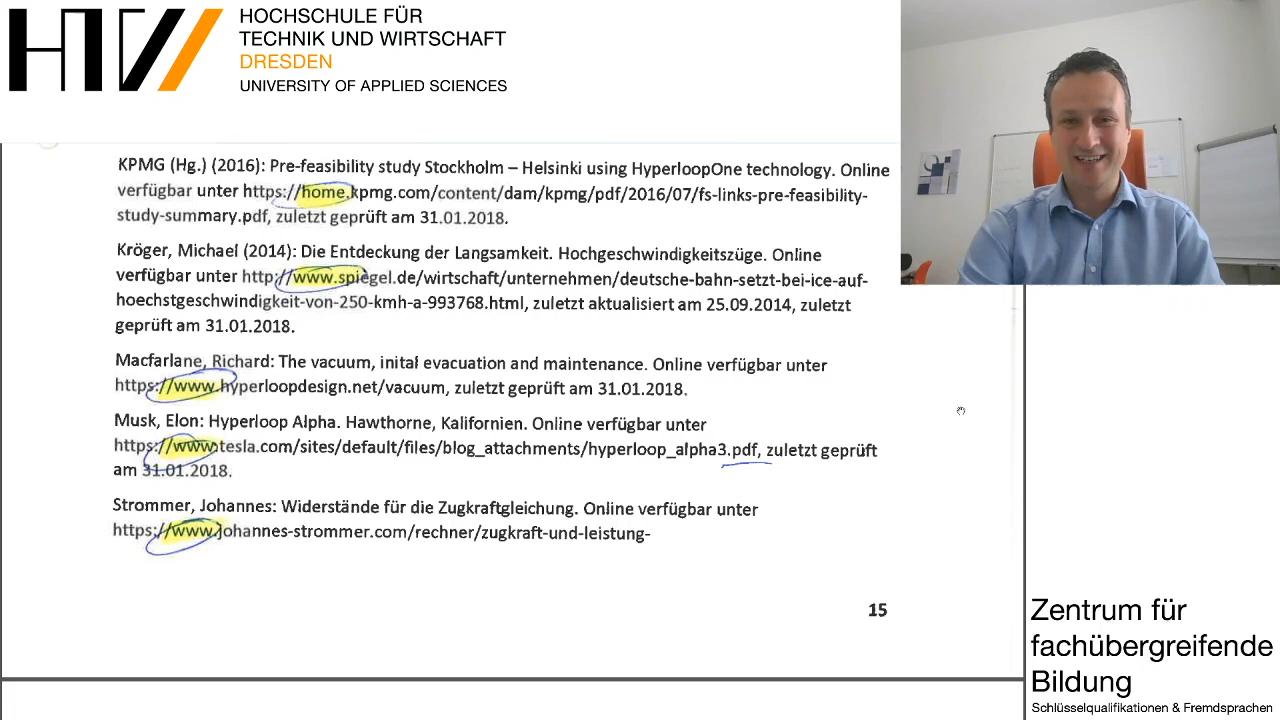 HTW
HOCHSCHULE FÜR
TECHNIK UND WIRTSCHAFT
DRESDEN
UNIVERSITY OF APPLIED SCIENCES
KPMG (Hg.) (2016): Pre-feasibility study Stockholm – Helsinki using HyperloopOne technology. Online
verfügbar unter https://home.kpmg.com/content/dam/kpmg/pdf/2016/07/fs-links-pre-feasibility-
study-summary.pdf, zuletzt geprüft am 31.01.2018.
Kröger, Michael (2014): Die Entdeckung der Langsamkeit. Hochgeschwindigkeitszüge. Online
verfügbar unter http://www.spiegel.de/wirtschaft/unternehmen/deutsche-bahn-setzt-bei-ice-auf-
hoechstgeschwindigkeit-von-250-kmh-a-993768.html, zuletzt aktualisiert am 25.09.2014, zuletzt
geprüft am 31.01.2018.
Macfarlane, Richard: The vacuum, inital evacuation and maintenance. Online verfügbar unter
https://www.hyperloopdesign.net/vacuum, zuletzt geprüft am 31.01.2018.
Musk, Elon: Hyperloop Alpha. Hawthorne, Kalifornien. Online verfügbar unter
https://www.tesla.com/sites/default/files/blog_attachments/hyperloop_alpha3.pdf, zuletzt geprüft
am 31.01.2018.
Strommer, Johannes: Widerstände für die Zugkraftgleichung. Online verfügbar unter
https://www.johannes-strommer.com/rechner/zugkraft-und-leistung-
15
Zentrum für
fachübergreifende
Bildung
Schlüsselqualifikationen & Fremdsprachen